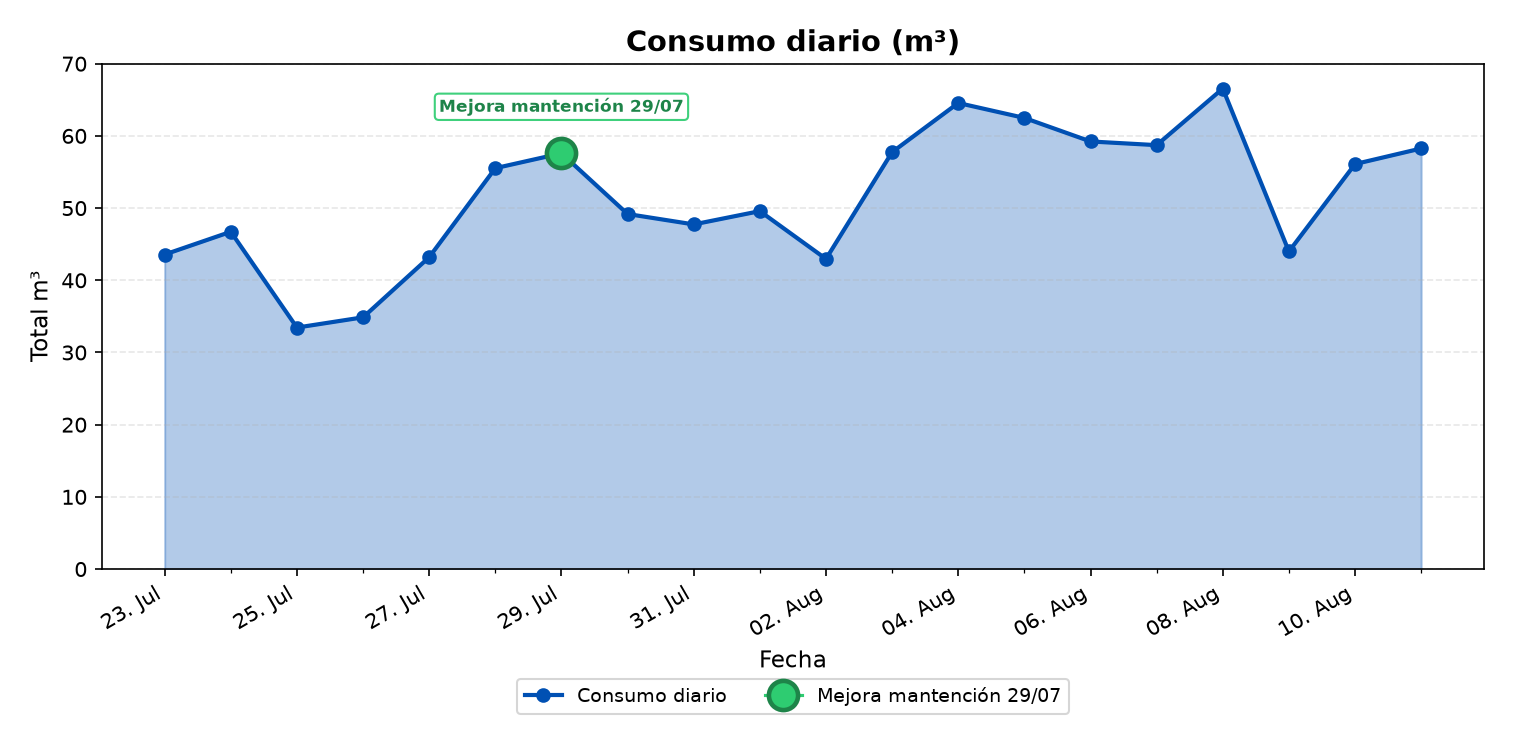 Consumo diario (m³)
Mejora mantención 29/07
Total m³
70
60
50
40
30
20
10
0
23. Jul
25. Jul
27. Jul
29. Jul
31. Jul
02. Aug
04. Aug
06. Aug
08. Aug
10. Aug
Fecha
Consumo diario
Mejora mantención 29/07